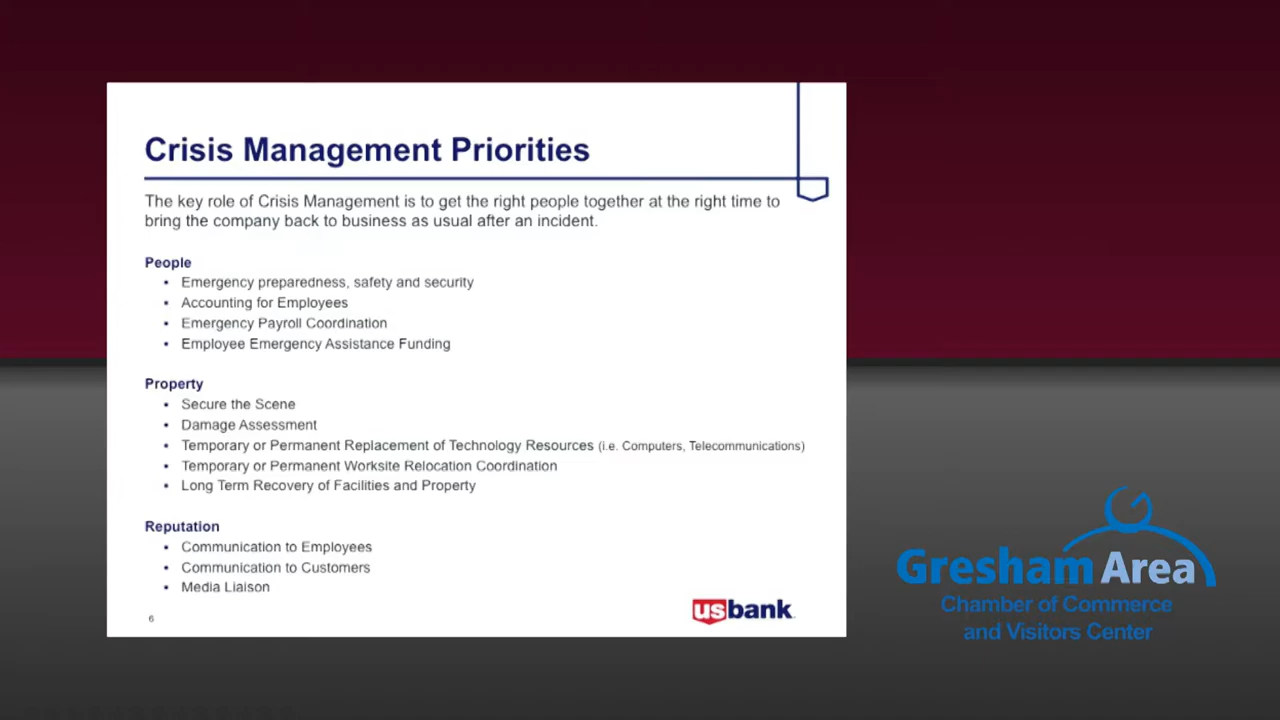 Crisis Management Priorities
The key role of Crisis Management is to get the right people together at the right time to
bring the company back to business as usual after an incident.
People
• Emergency preparedness, safety and security
• Accounting for Employees
• Emergency Payroll Coordination
• Employee Emergency Assistance Funding
Property
• Secure the Scene
• Damage Assessment
• Temporary or Permanent Replacement of Technology Resources (i.e. Computers, Telecommunications)
• Temporary or Permanent Worksite Relocation Coordination
• Long Term Recovery of Facilities and Property
Reputation
• Communication to Employees
• Communication to Customers
• Media Liaison
6
usbank
Gresham Area
Chamber of Commerce
and Visitors Center